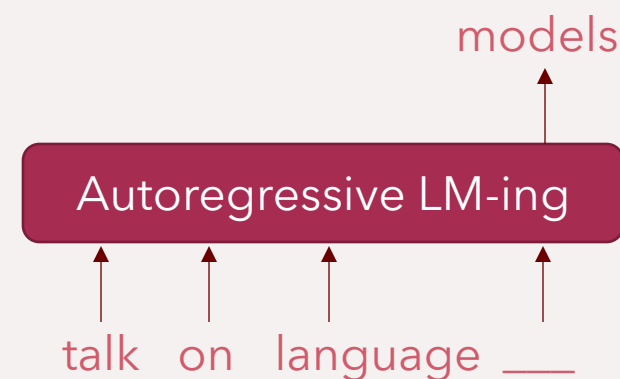 models
Autoregressive LM-ing
talk on language ___